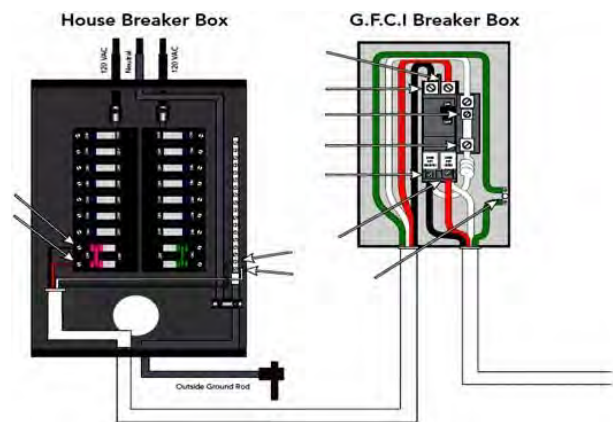 House Breaker Box
G.F.C.I Breaker Box
120 VAC
Neutral
120 VAC
Outside Ground Rod